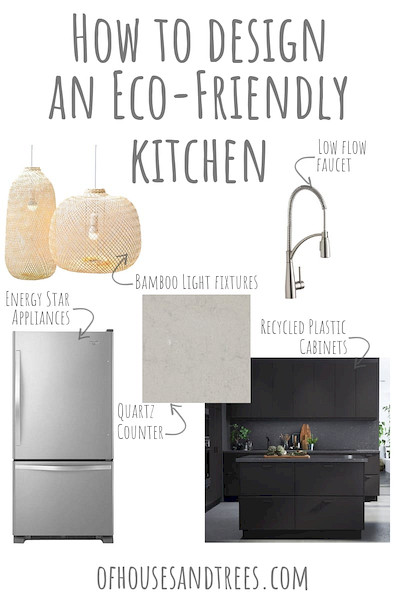 How to design
an Eco-Friendly
kitchen
Low flow
faucet
Bamboo Light fixtures
Energy Star
Appliances
Recycled Plastic
Cabinets
Quartz
Counter
ofhousesandtrees.com